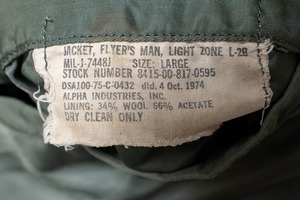 JACKET, FLYER'S MAN, LIGHT ZONE L-2B
MIL-J-7448J SIZE: LARGE
STOCK NUMBER 8415-00-817-0595
DSA100-75-C-0432 dtd. 4 Oct. 1974
ALPHA INDUSTRIES, INC.
LINING: 34% WOOL 66% ACETATE
DRY CLEAN ONLY